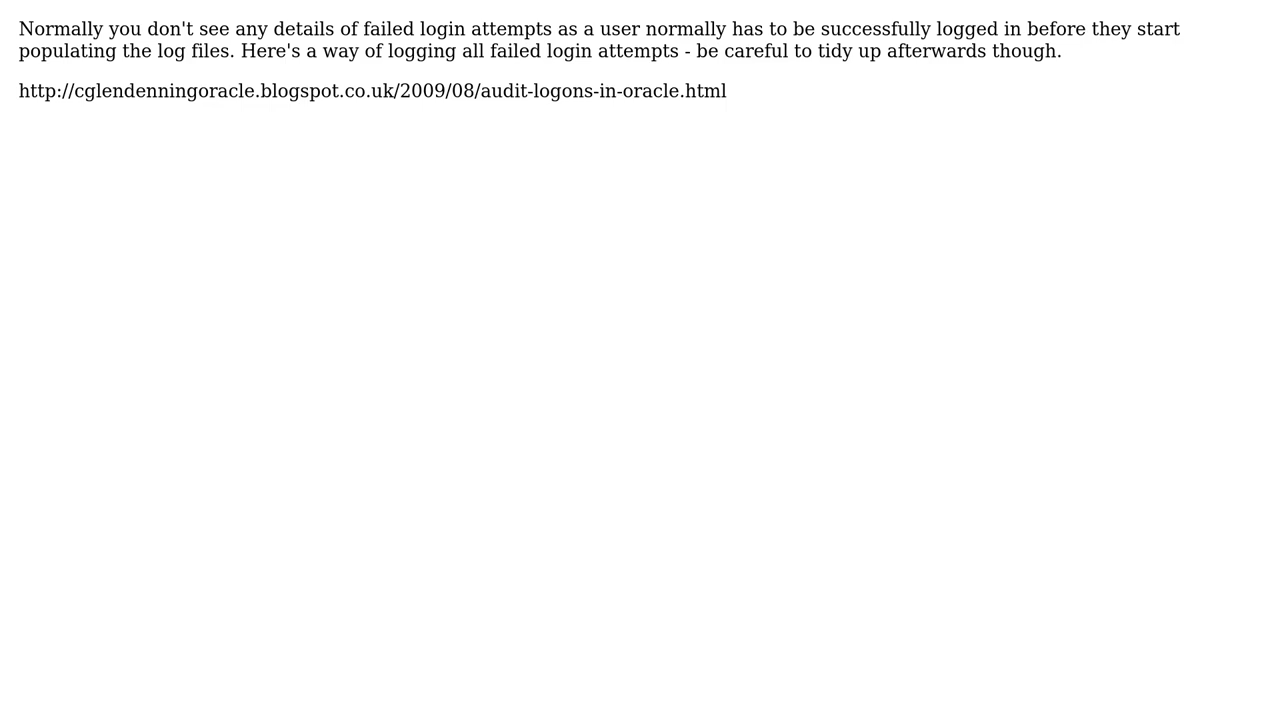 Normally you don't see any details of failed login attempts as a user normally has to be successfully logged in before they start
populating the log files. Here's a way of logging all failed login attempts - be careful to tidy up afterwards though.
http://cglendenningoracle.blogspot.co.uk/2009/08/audit-logons-in-oracle.html